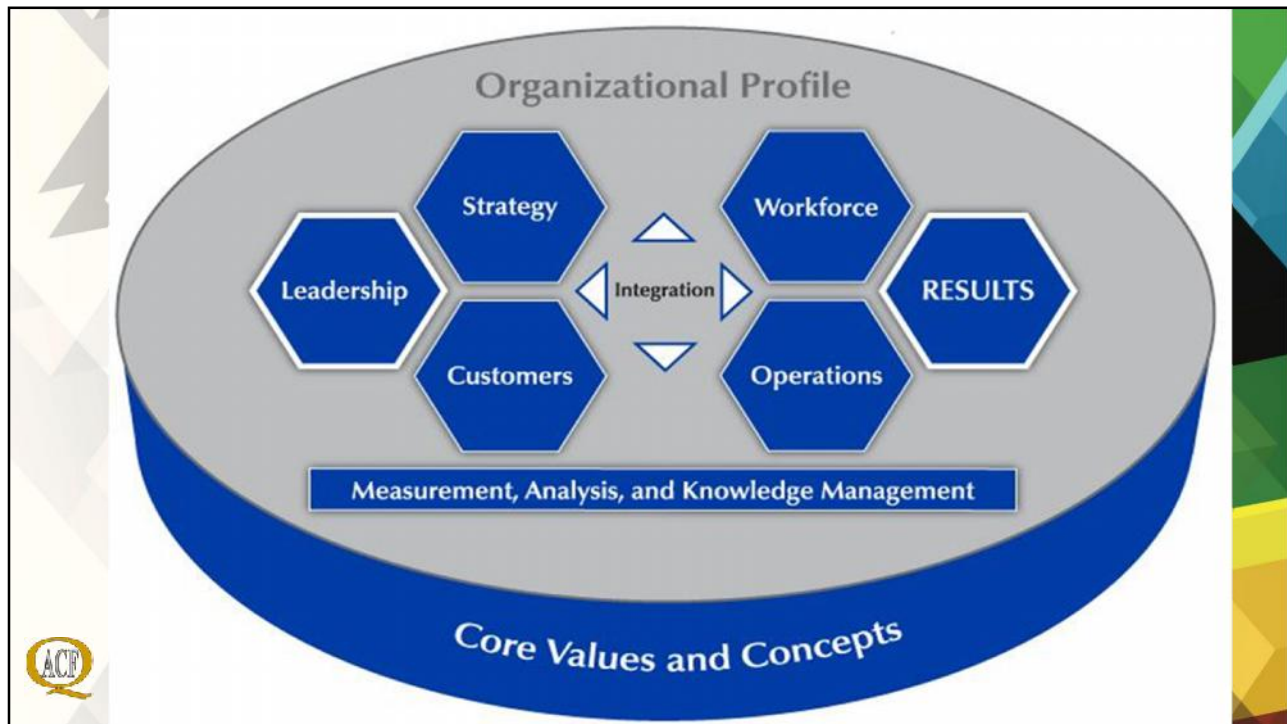 Organizational Profile
Strategy
Workforce
Leadership
Integration
RESULTS
Customers
Operations
Measurement, Analysis, and Knowledge Management
Core Values and Concepts
ACF
Q